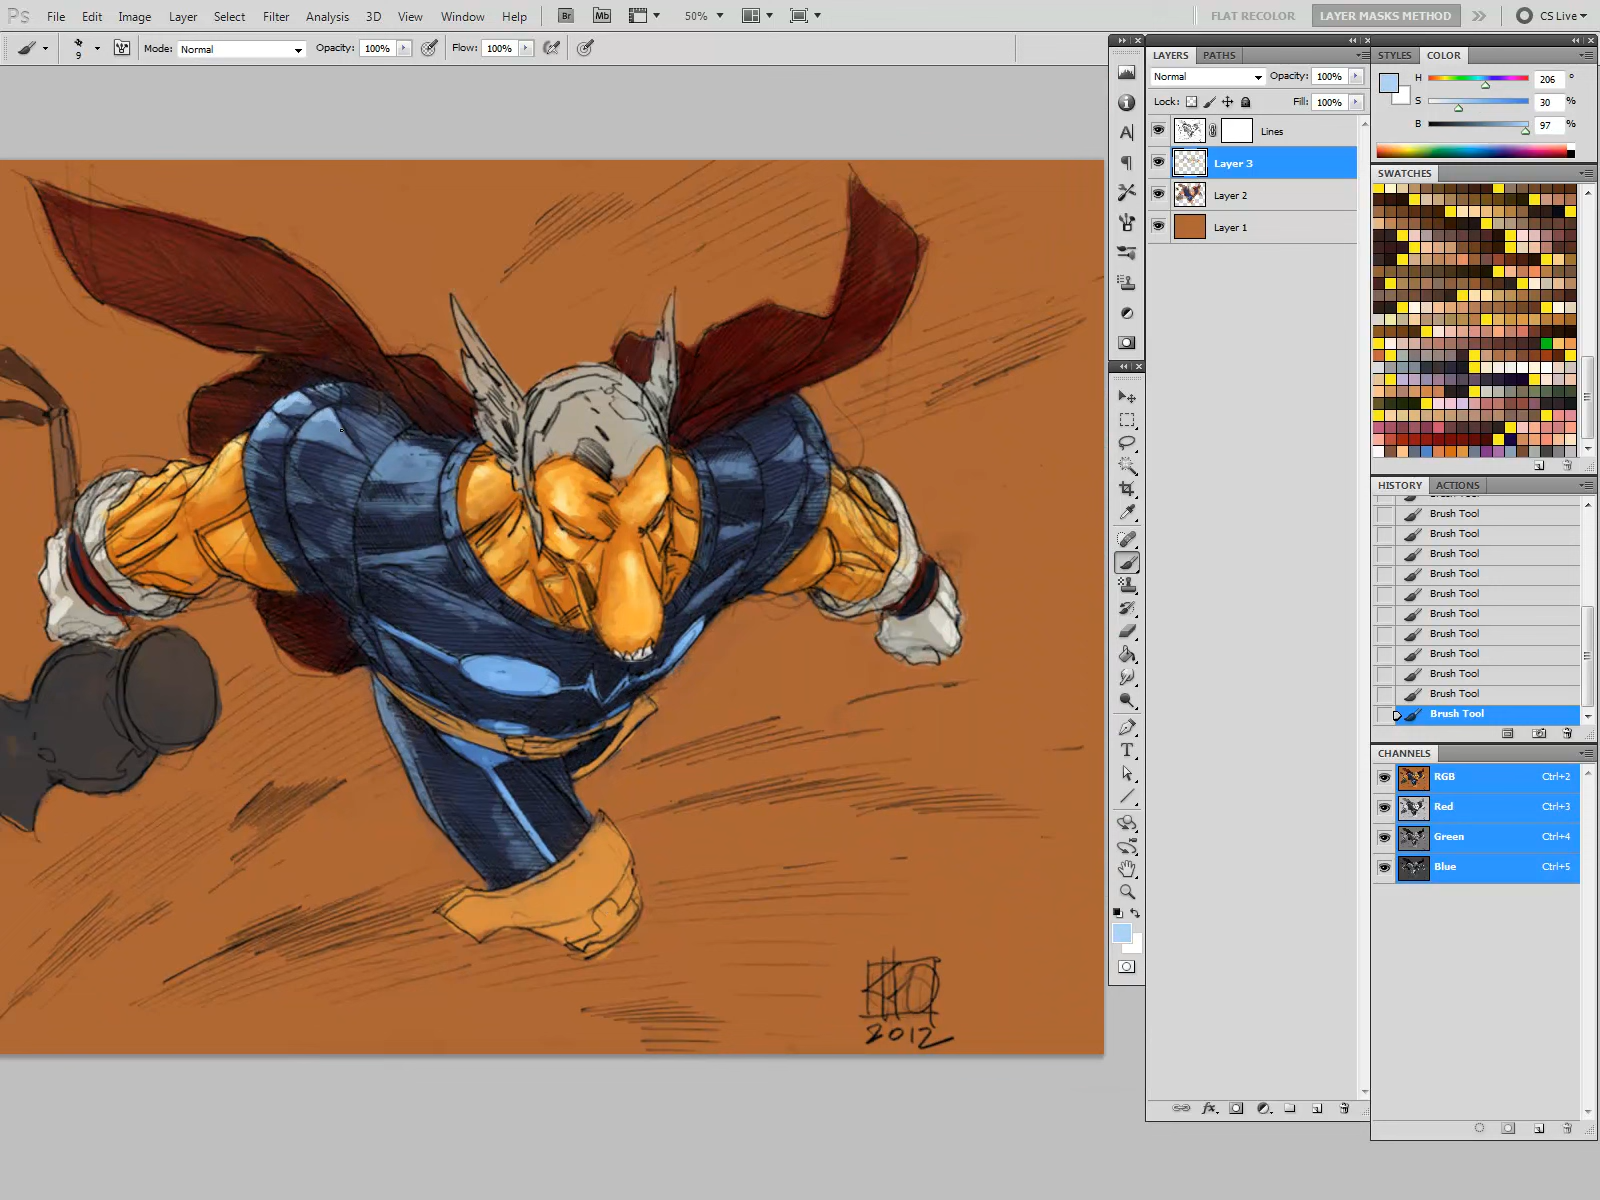 Ps File Edit Image Layer Select Filter Analysis 3D View Window Help Br Mb 50% FLAT RECOLOR LAYER MASKS METHOD CS Live
9 Mode: Normal Opacity: 100% Flow: 100%
LAYERS PATHS
Normal Opacity: 100%
Lock: Fill: 100%
Lines
Layer 3
Layer 2
Layer 1
STYLES COLOR
H 206 °
S 30 %
B 97 %
SWATCHES
HISTORY ACTIONS
Brush Tool
Brush Tool
Brush Tool
Brush Tool
Brush Tool
Brush Tool
Brush Tool
Brush Tool
Brush Tool
Brush Tool
Brush Tool
Brush Tool
CHANNELS
RGB Ctrl+2
Red Ctrl+3
Green Ctrl+4
Blue Ctrl+5
2012